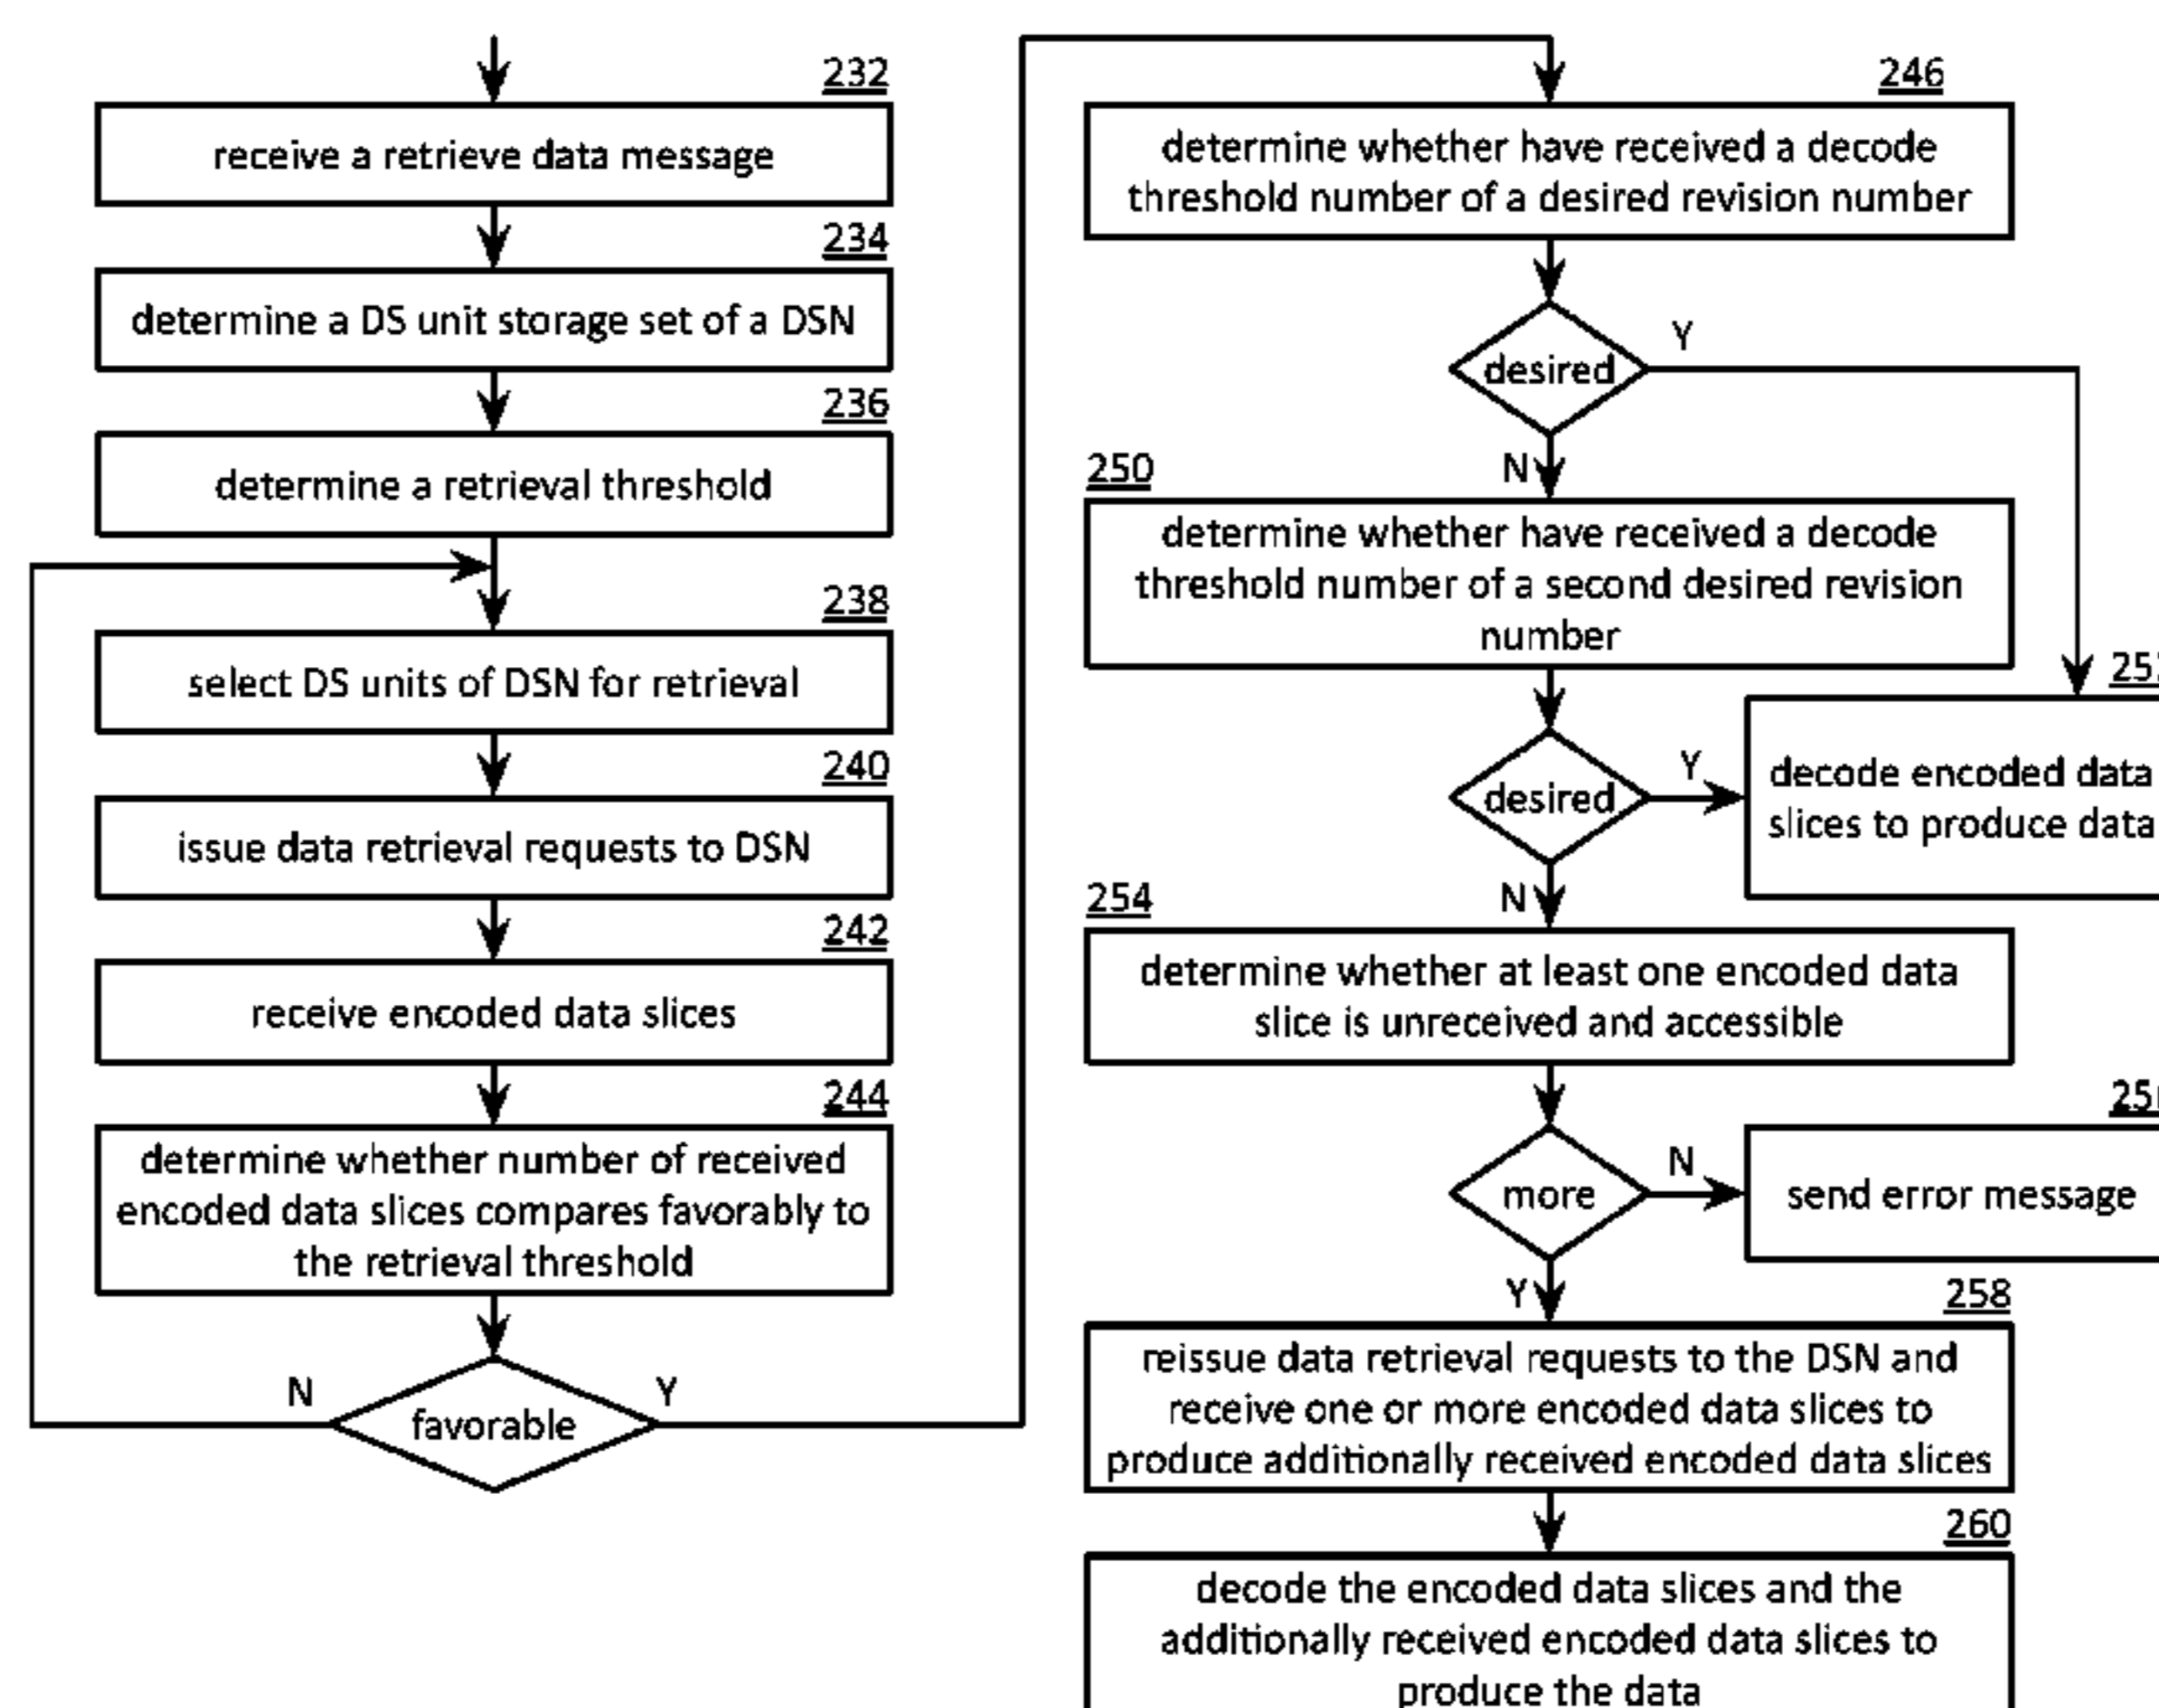 232
receive a retrieve data message
234
determine a DS unit storage set of a DSN
236
determine a retrieval threshold
238
select DS units of DSN for retrieval
240
issue data retrieval requests to DSN
242
receive encoded data slices
244
determine whether number of received
encoded data slices compares favorably to
the retrieval threshold
N
Y
favorable
246
determine whether have received a decode
threshold number of a desired revision number
desired
Y
N
250
determine whether have received a decode
threshold number of a second desired revision
number
desired
Y
N
decode encoded data
slices to produce data
254
determine whether at least one encoded data
slice is unreceived and accessible
more
N
Y
send error message
258
reissue data retrieval requests to the DSN and
receive one or more encoded data slices to
produce additionally received encoded data slices
260
decode the encoded data slices and the
additionally received encoded data slices to
produce the data